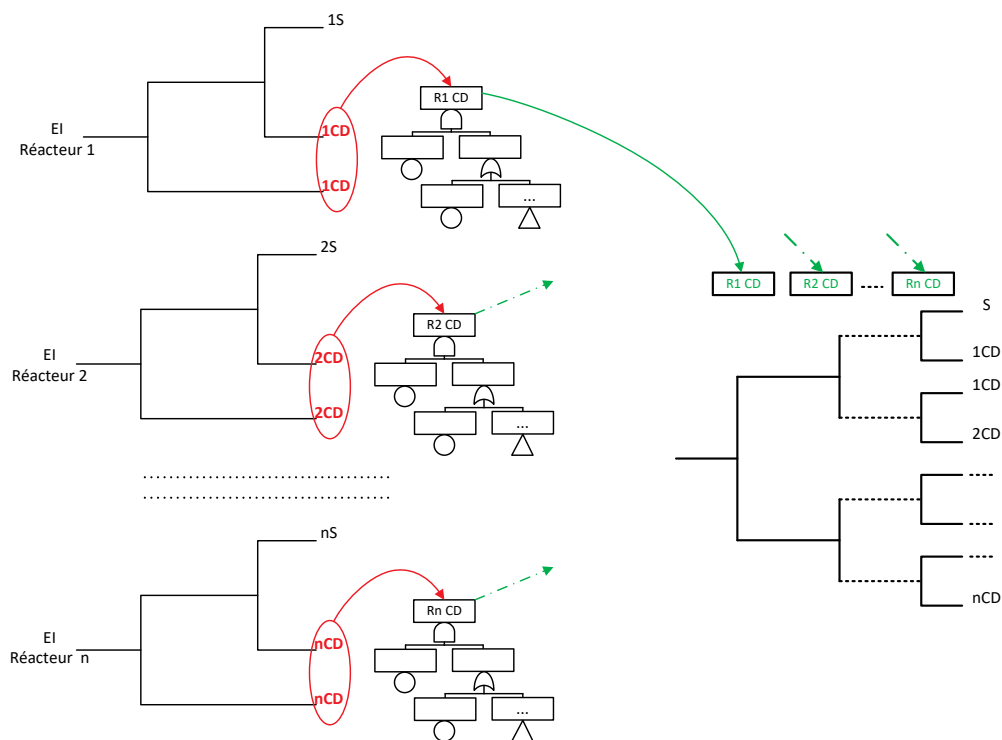 1S
1CD
1CD
EI
Réacteur 1
R1 CD
...
2S
2CD
2CD
EI
Réacteur 2
R2 CD
...
nS
nCD
nCD
EI
Réacteur n
Rn CD
...
R1 CD R2 CD Rn CD
S
1CD
1CD
2CD
nCD